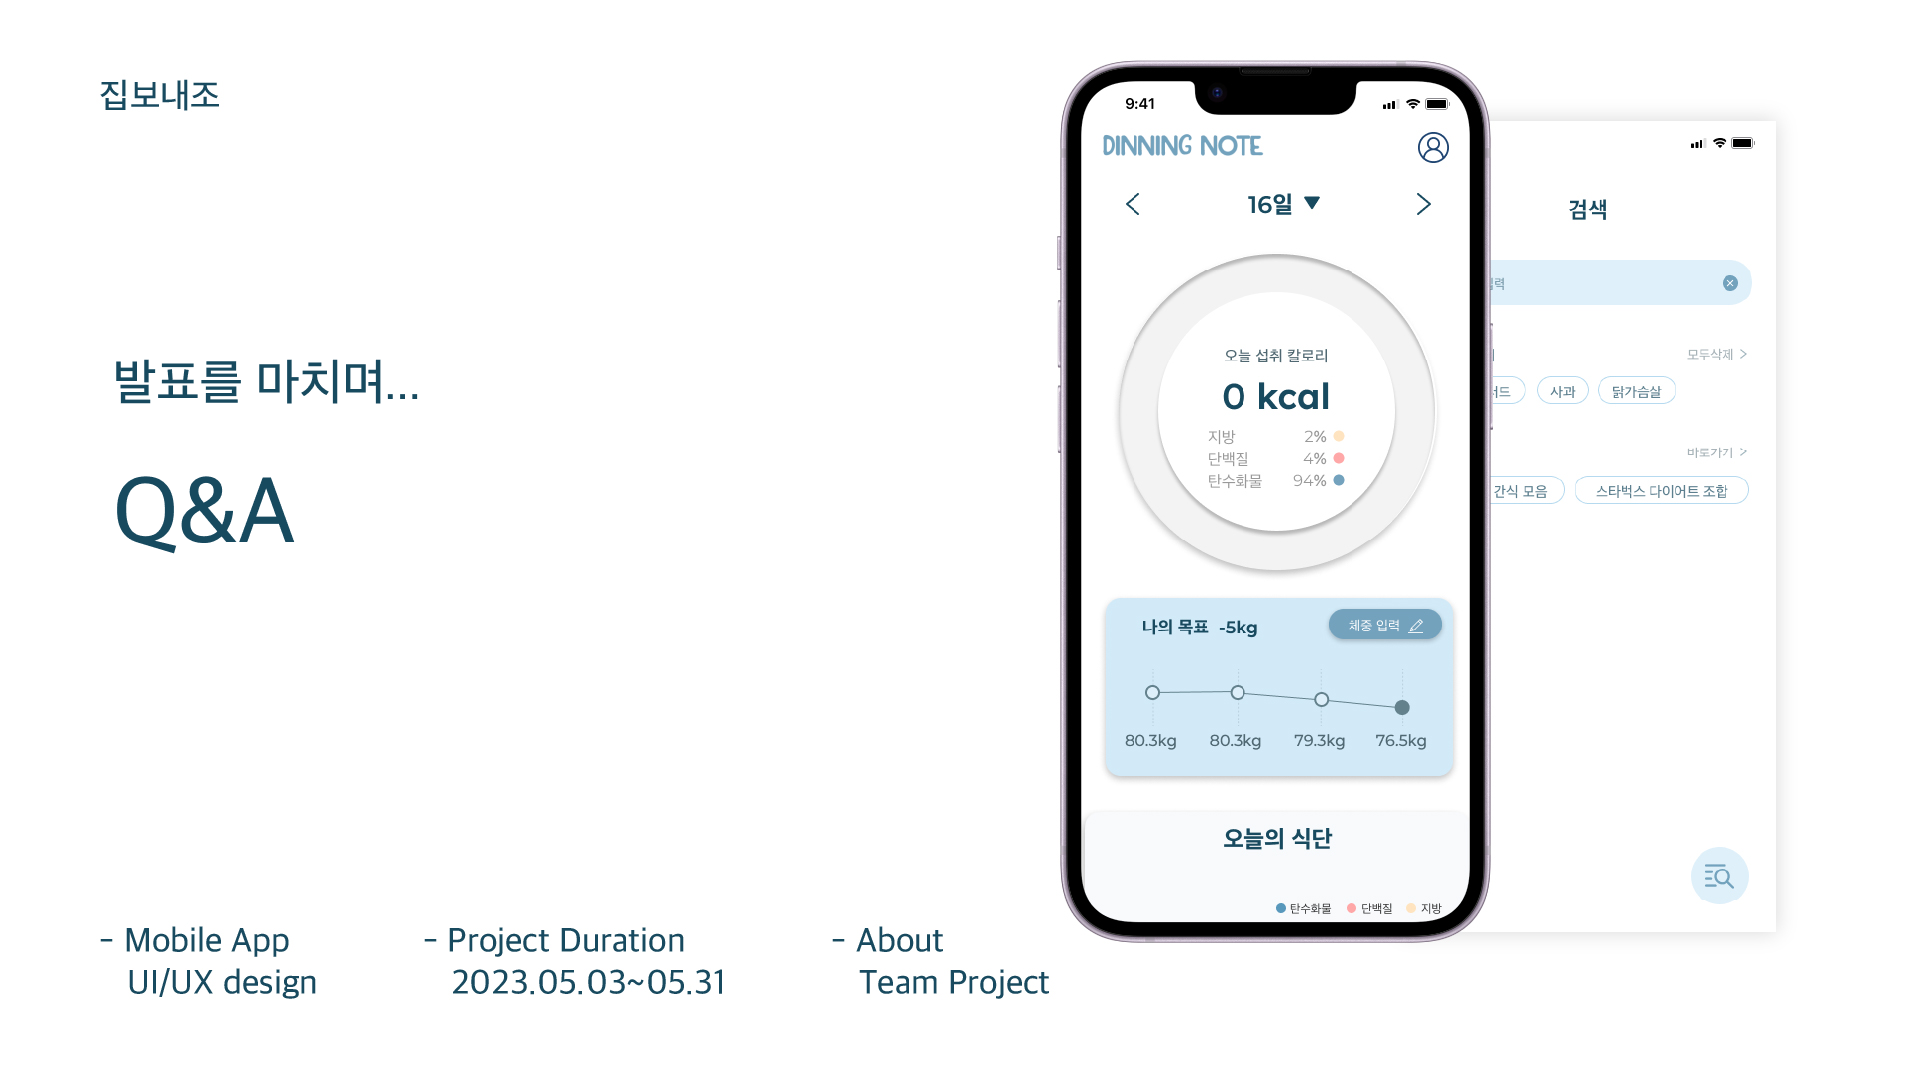 집보내조
발표를 마치며...
Q&A
- Mobile App
UI/UX design
- Project Duration
2023.05.03~05.31
- About
Team Project
9:41
DINNING NOTE
16일
오늘 섭취 칼로리
0 kcal
지방 2%
단백질 4%
탄수화물 94%
나의 목표 -5kg
체중 입력
80.3kg 80.3kg 79.3kg 76.5kg
오늘의 식단
탄수화물 단백질 지방
검색
모두삭제
사과 닭가슴살
바로가기
간식 모음 스타벅스 다이어트 조합